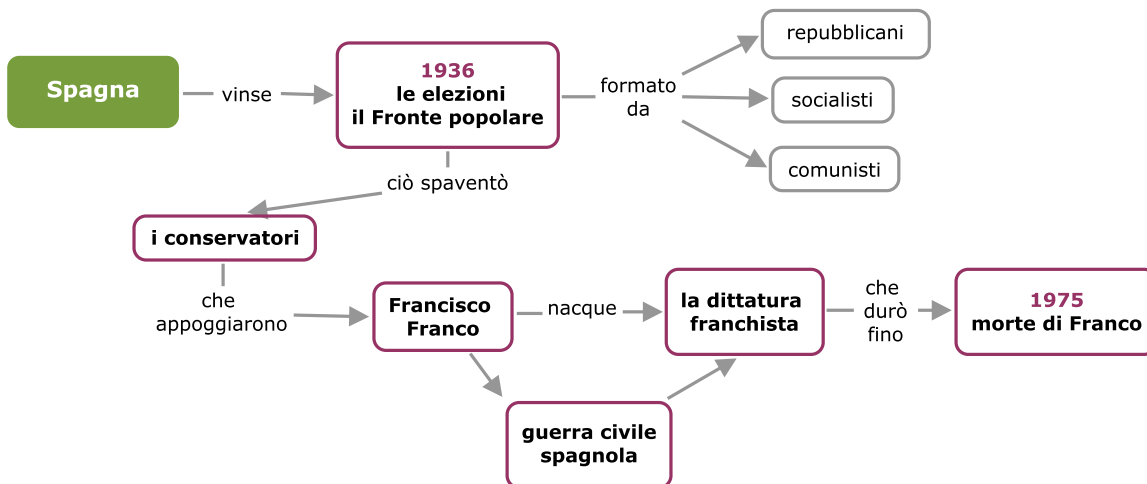 Spagna
vinse
1936
le elezioni
il Fronte popolare
formato
da
repubblicani
socialisti
comunisti
ciò spaventò
i conservatori
che
appoggiarono
Francisco
Franco
nacque
la dittatura
franchista
che
durò
fino
1975
morte di Franco
guerra civile
spagnola